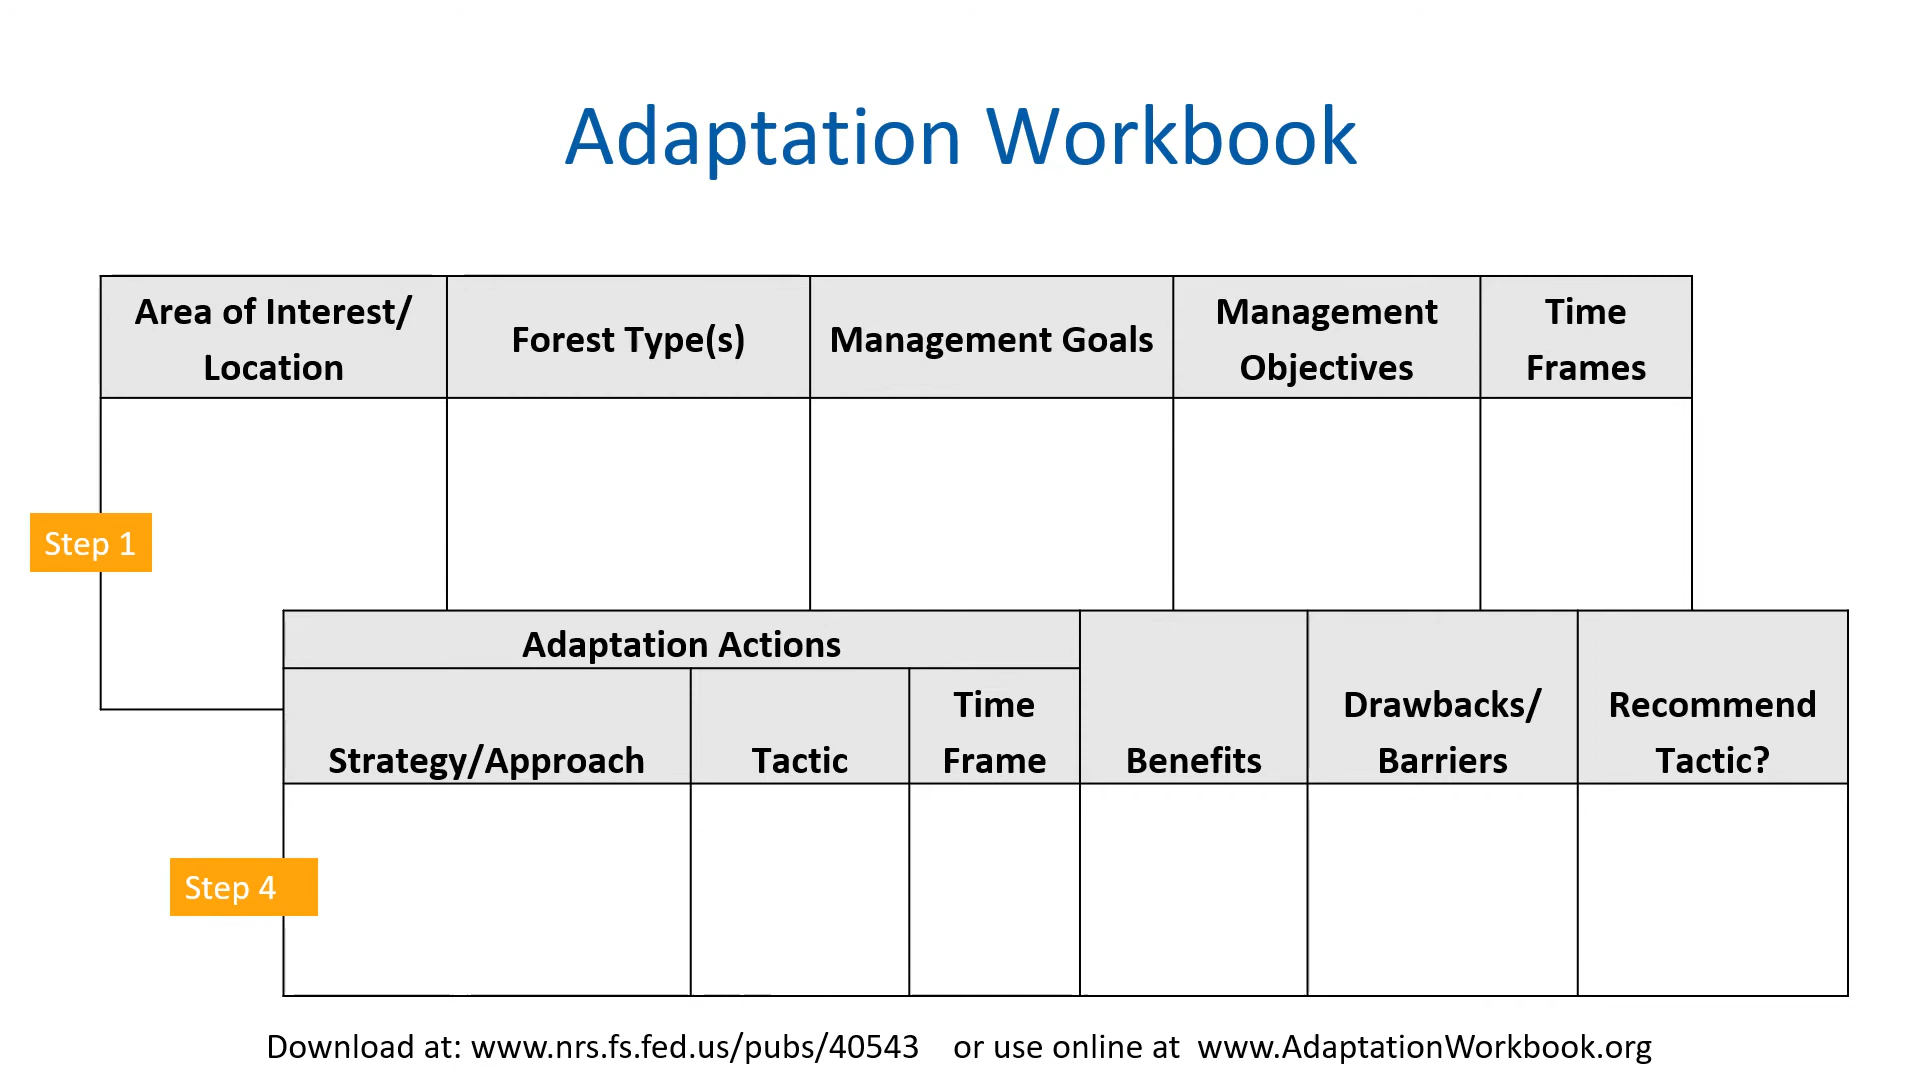 Adaptation Workbook
Area of Interest/
Location
Forest Type(s)
Management Goals
Management
Objectives
Time
Frames
Step 1
Adaptation Actions
Strategy/Approach
Tactic
Time
Frame
Benefits
Drawbacks/
Barriers
Recommend
Tactic?
Step 4
Download at: www.nrs.fs.fed.us/pubs/40543 or use online at www.AdaptationWorkbook.org